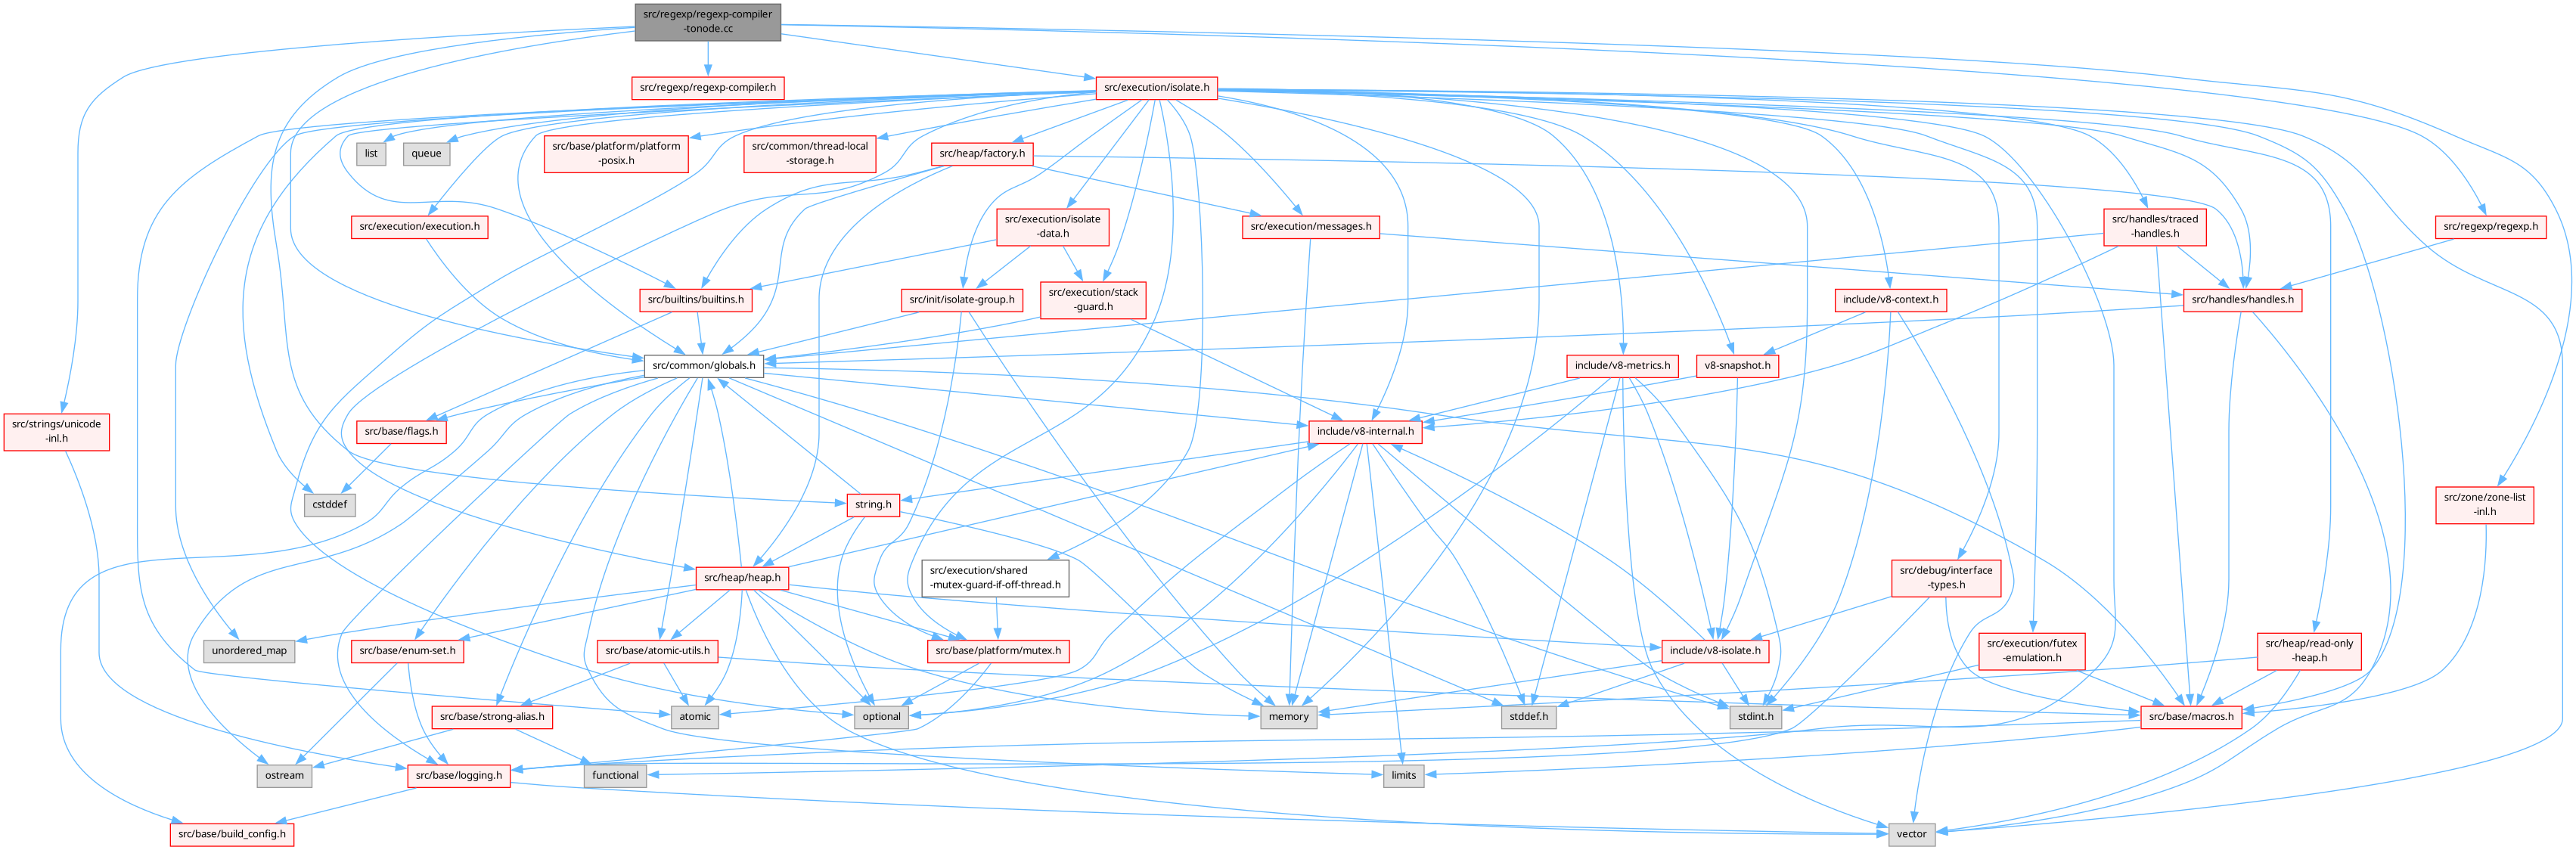 src/regexp/regexp-compiler
-tonode.cc
src/regexp/regexp-compiler.h
src/execution/isolate.h
list
queue
src/base/platform/platform
-posix.h
src/common/thread-local
-storage.h
src/heap/factory.h
src/execution/execution.h
src/execution/isolate
-data.h
src/execution/messages.h
src/handles/traced
-handles.h
src/regexp/regexp.h
src/builtins/builtins.h
src/init/isolate-group.h
src/execution/stack
-guard.h
include/v8-context.h
src/handles/handles.h
src/common/globals.h
include/v8-metrics.h
v8-snapshot.h
src/strings/unicode
-inl.h
src/base/flags.h
include/v8-internal.h
cstddef
string.h
src/zone/zone-list
-inl.h
src/heap/heap.h
src/execution/shared
-mutex-guard-if-off-thread.h
src/debug/interface
-types.h
unordered_map
src/base/enum-set.h
src/base/atomic-utils.h
src/base/platform/mutex.h
include/v8-isolate.h
src/execution/futex
-emulation.h
src/heap/read-only
-heap.h
src/base/strong-alias.h
atomic
optional
memory
stddef.h
stdint.h
src/base/macros.h
ostream
src/base/logging.h
functional
limits
src/base/build_config.h
vector